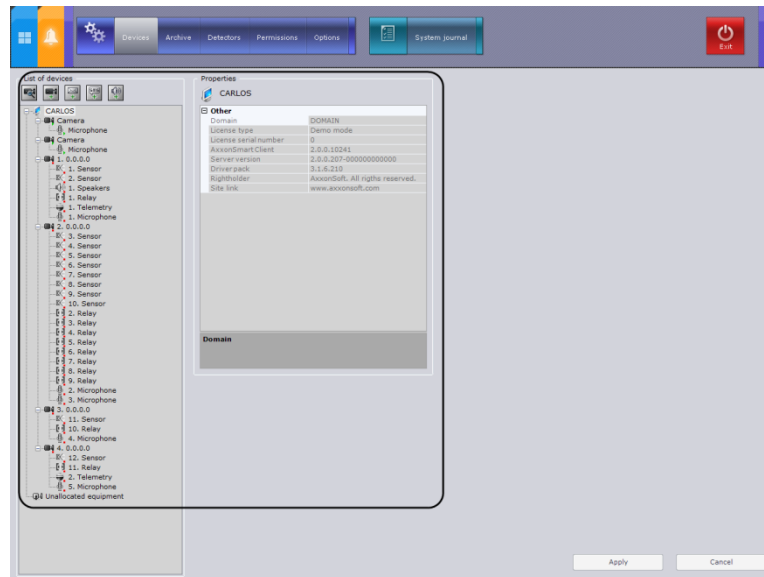 Devices Archive Detectors Permissions Options System journal Exit
List of devices
CARLOS
Camera
Microphone
Camera
Microphone
1. 0.0.0.0
1. Sensor
2. Sensor
1. Speakers
1. Relay
1. Telemetry
1. Microphone
2. 0.0.0.0
3. Sensor
4. Sensor
5. Sensor
6. Sensor
7. Sensor
8. Sensor
9. Sensor
10. Sensor
2. Relay
3. Relay
4. Relay
5. Relay
6. Relay
7. Relay
8. Relay
9. Relay
2. Microphone
3. Microphone
3. 0.0.0.0
11. Sensor
10. Relay
4. Microphone
4. 0.0.0.0
12. Sensor
11. Relay
2. Telemetry
5. Microphone
Unallocated equipment
Properties
CARLOS
Other
Domain DOMAIN
License type Demo mode
License serial number 0
AxxonSmart Client 2.0.0.10241
Server version 2.0.0.207-000000000000
Driver pack 3.1.6.210
Rightholder AxxonSoft. All rigths reserved.
Site link www.axxonsoft.com
Domain
Apply Cancel